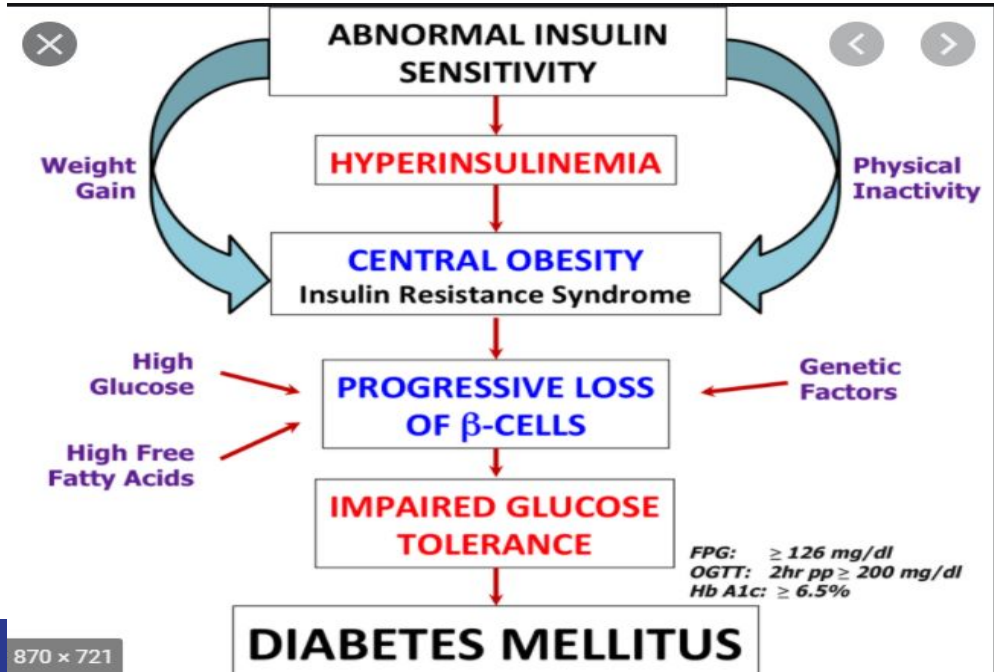 ABNORMAL INSULIN
SENSITIVITY
HYPERINSULINEMIA
Weight
Gain
Physical
Inactivity
CENTRAL OBESITY
Insulin Resistance Syndrome
High
Glucose
Genetic
Factors
PROGRESSIVE LOSS
OF β-CELLS
High Free
Fatty Acids
IMPAIRED GLUCOSE
TOLERANCE
FPG: ≥ 126 mg/dl
OGTT: 2hr pp ≥ 200 mg/dl
Hb A1c: ≥ 6.5%
DIABETES MELLITUS
870 × 721